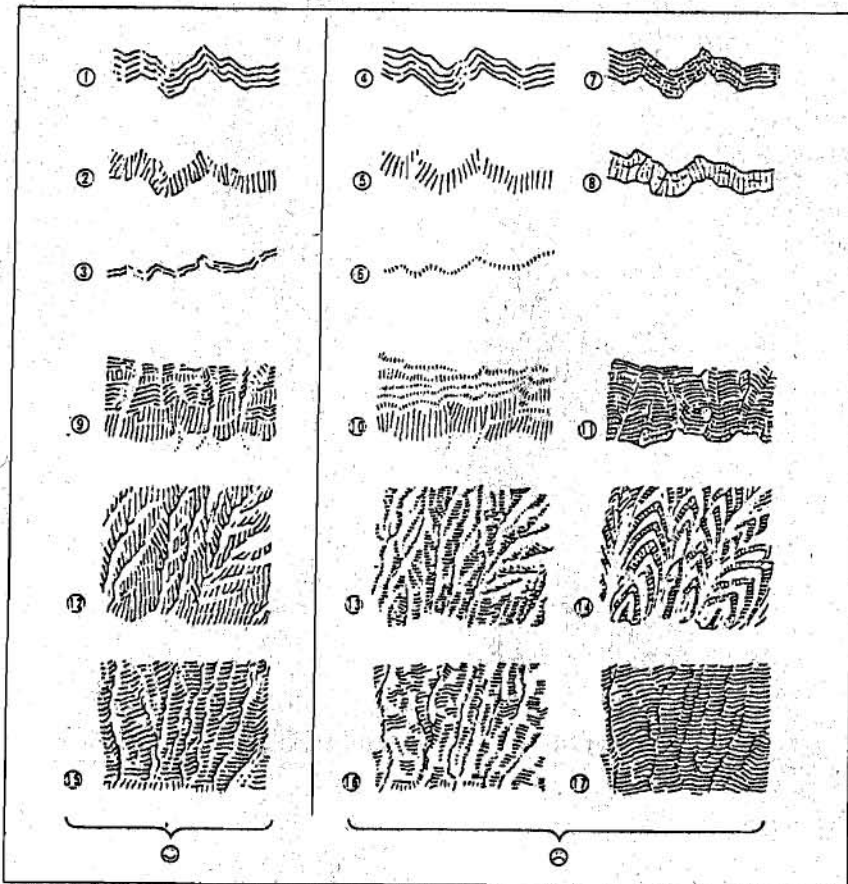 ① ④ ⑦
② ⑤ ⑧
③ ⑥
⑨ ⑩ ⑪
⑫ ⑬ ⑭
⑮ ⑯ ⑰